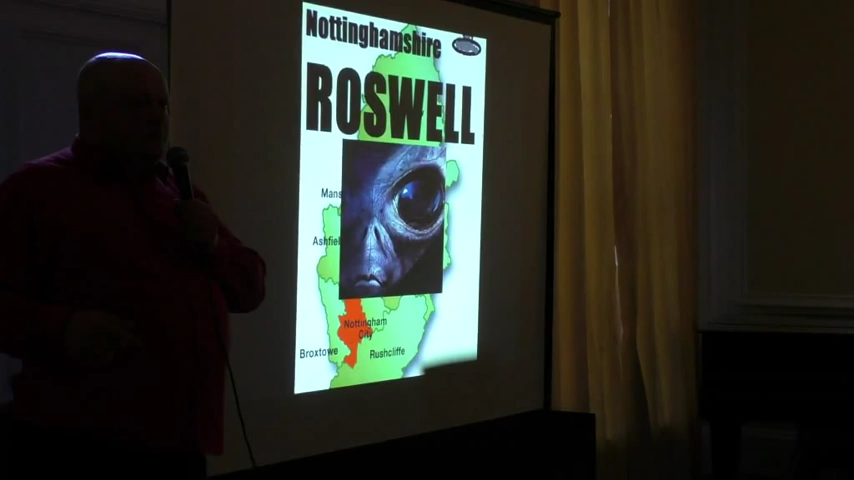 Nottinghamshire
ROSWELL
Mans
Ashfiel
Nottingham
City
Broxtowe
Rushcliffe